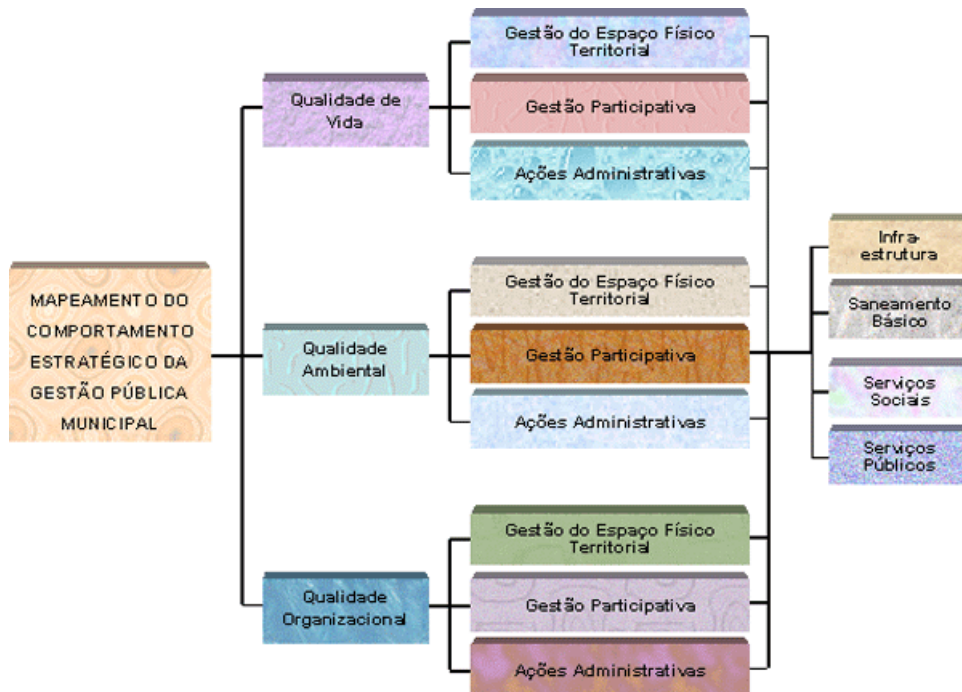 MAPEAMENTO DO
COMPORTAMENTO
ESTRATÉGICO DA
GESTÃO PÚBLICA
MUNICIPAL
Qualidade de
Vida
Gestão do Espaço Físico
Territorial
Gestão Participativa
Ações Administrativas
Qualidade
Ambiental
Gestão do Espaço Físico
Territorial
Gestão Participativa
Ações Administrativas
Qualidade
Organizacional
Gestão do Espaço Físico
Territorial
Gestão Participativa
Ações Administrativas
Infra-
estrutura
Saneamento
Básico
Serviços
Sociais
Serviços
Públicos